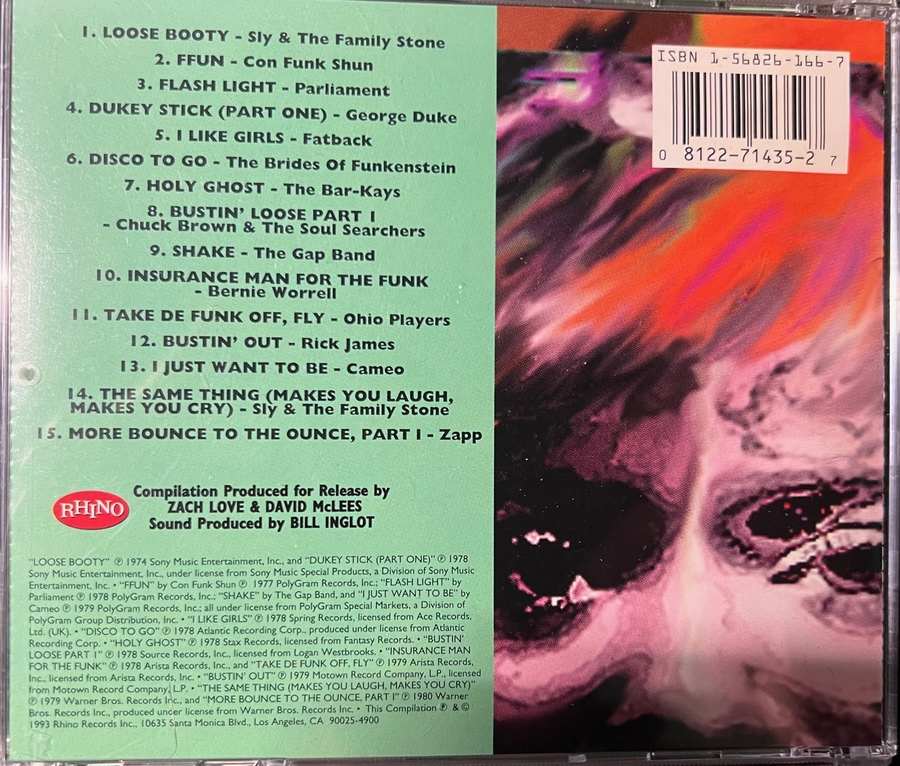 1. LOOSE BOOTY - Sly & The Family Stone
2. FFUN - Con Funk Shun
3. FLASH LIGHT - Parliament
4. DUKEY STICK (PART ONE) - George Duke
5. I LIKE GIRLS - Fatback
6. DISCO TO GO - The Brides Of Funkenstein
7. HOLY GHOST - The Bar-Kays
8. BUSTIN' LOOSE PART I
- Chuck Brown & The Soul Searchers
9. SHAKE - The Gap Band
10. INSURANCE MAN FOR THE FUNK
- Bernie Worrell
11. TAKE DE FUNK OFF, FLY - Ohio Players
12. BUSTIN' OUT - Rick James
13. I JUST WANT TO BE - Cameo
14. THE SAME THING (MAKES YOU LAUGH,
MAKES YOU CRY) - Sly & The Family Stone
15. MORE BOUNCE TO THE OUNCE, PART I - Zapp
RHINO
Compilation Produced for Release by
ZACH LOVE & DAVID McLEES
Sound Produced by BILL INGLOT
"LOOSE BOOTY" ℗ 1974 Sony Music Entertainment, Inc., and "DUKEY STICK (PART ONE)" ℗ 1978
Sony Music Entertainment, Inc., under license from Sony Music Special Products, a Division of Sony Music
Entertainment, Inc. • "FFUN" by Con Funk Shun ℗ 1977 PolyGram Records, Inc.; "FLASH LIGHT" by
Parliament ℗ 1978 PolyGram Records, Inc.; "SHAKE" by The Gap Band, and "I JUST WANT TO BE" by
Cameo ℗ 1979 PolyGram Records, Inc.; all under license from PolyGram Special Markets, a Division of
PolyGram Group Distribution, Inc. • "I LIKE GIRLS" ℗ 1978 Spring Records, licensed from Ace Records,
Ltd. (UK). • "DISCO TO GO" ℗ 1978 Atlantic Recording Corp., produced under license from Atlantic
Recording Corp. • "HOLY GHOST" ℗ 1978 Stax Records, licensed from Fantasy Records. • "BUSTIN'
LOOSE PART 1" ℗ 1978 Source Records, Inc., licensed from Logan Westbrooks. • "INSURANCE MAN
FOR THE FUNK" ℗ 1978 Arista Records, Inc., and "TAKE DE FUNK OFF, FLY" ℗ 1979 Arista Records,
Inc., licensed from Arista Records, Inc. • "BUSTIN' OUT" ℗ 1979 Motown Record Company, L.P., licensed
from Motown Record Company, L.P. • "THE SAME THING (MAKES YOU LAUGH, MAKES YOU CRY)"
℗ 1979 Warner Bros. Records Inc., and "MORE BOUNCE TO THE OUNCE, PART I" ℗ 1980 Warner
Bros. Records Inc., produced under license from Warner Bros. Records Inc. • This Compilation ℗ & ©
1993 Rhino Records Inc., 10635 Santa Monica Blvd., Los Angeles, CA 90025-4900
ISBN 1-56826-166-7
0 8122-71435-2 7